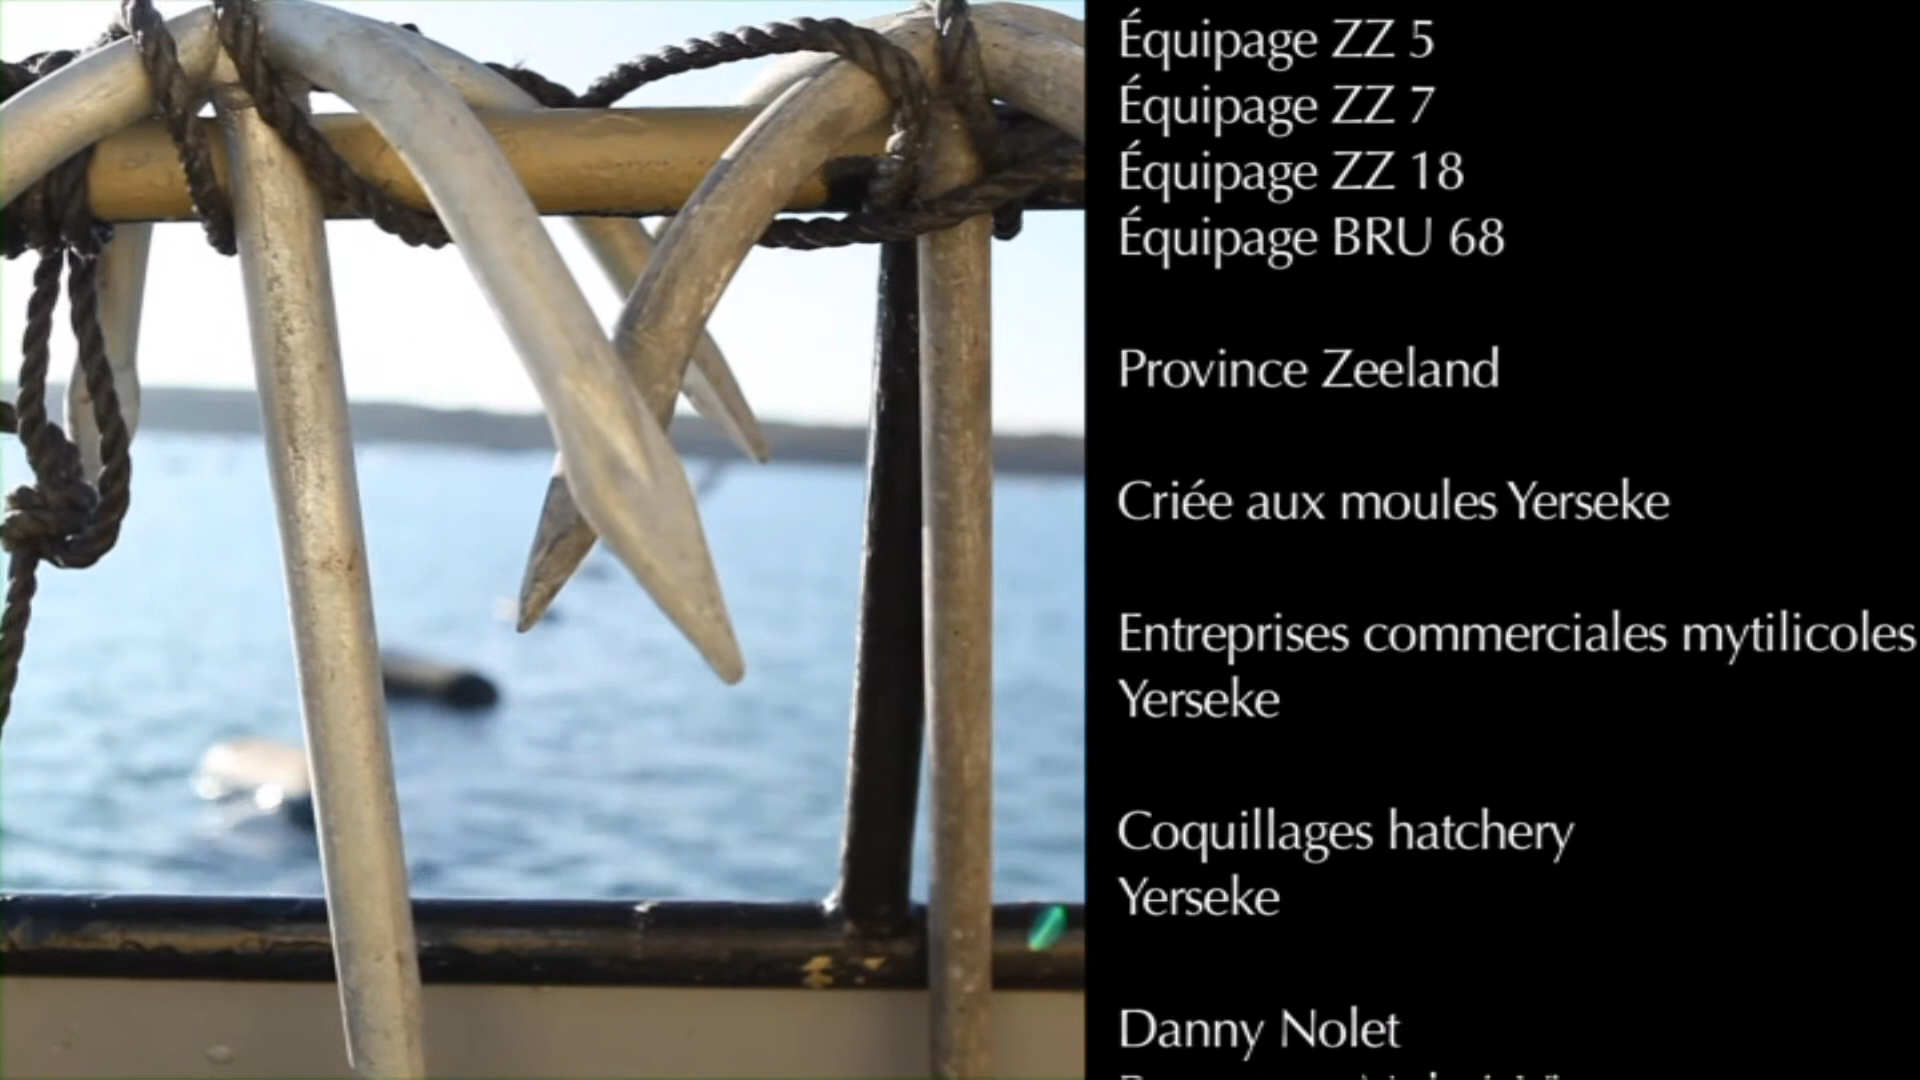 Équipage ZZ 5
Équipage ZZ 7
Équipage ZZ 18
Équipage BRU 68
Province Zeeland
Criée aux moules Yerseke
Entreprises commerciales mytilicoles
Yerseke
Coquillages hatchery
Yerseke
Danny Nolet